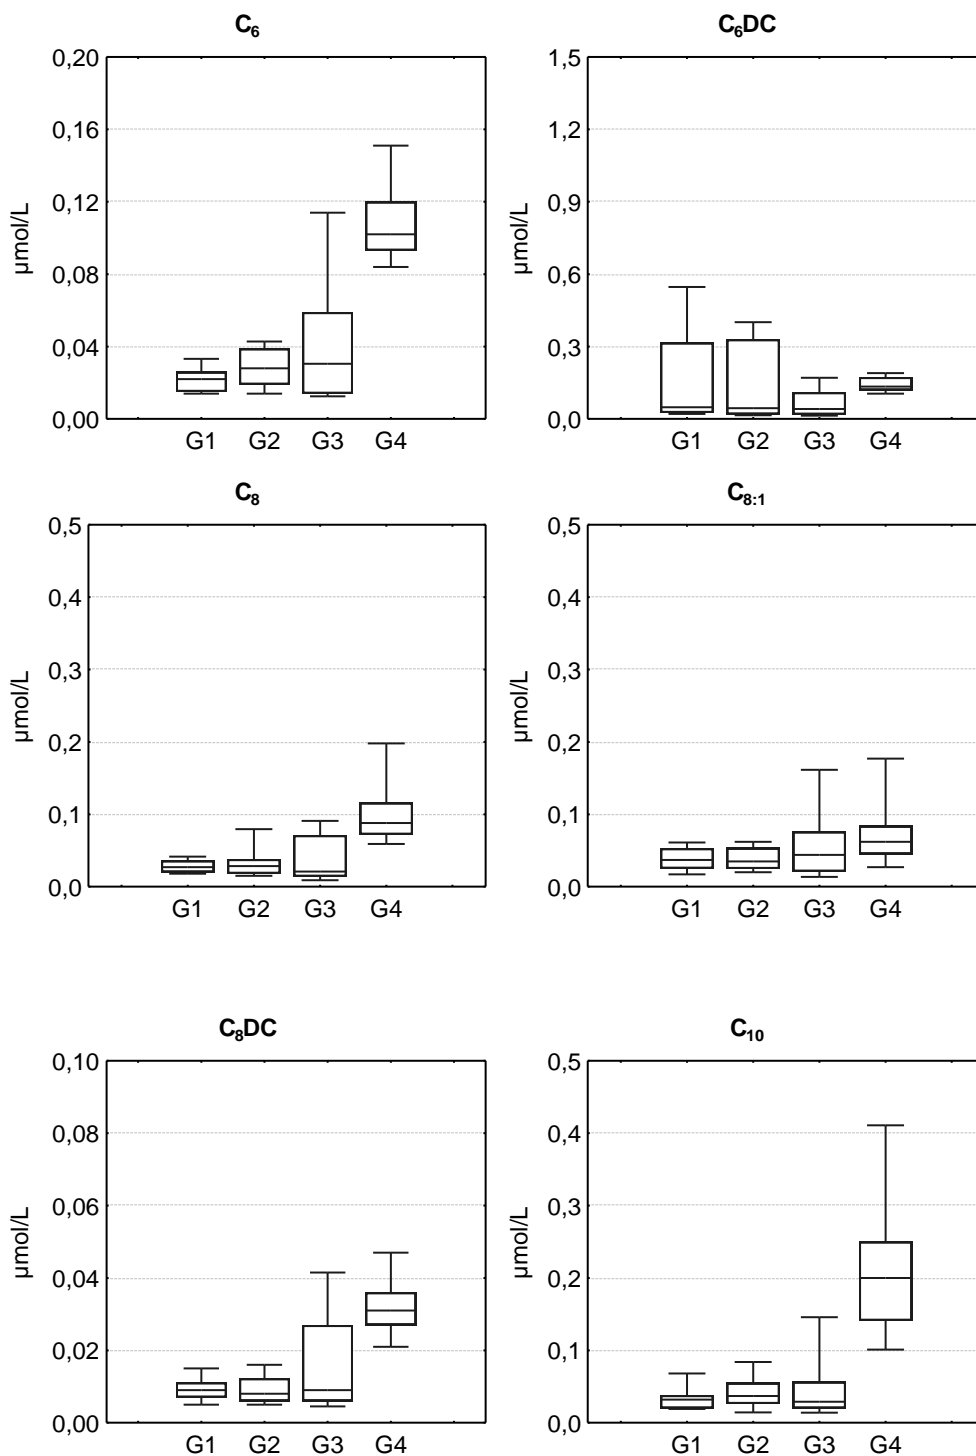 C₆
0,20
0,16
0,12
0,08
0,04
0,00
µmol/L
G1 G2 G3 G4
C₆DC
1,5
1,2
0,9
0,6
0,3
0,0
µmol/L
G1 G2 G3 G4
C₈
0,5
0,4
0,3
0,2
0,1
0,0
µmol/L
G1 G2 G3 G4
C₈:₁
0,5
0,4
0,3
0,2
0,1
0,0
µmol/L
G1 G2 G3 G4
C₈DC
0,10
0,08
0,06
0,04
0,02
0,00
µmol/L
G1 G2 G3 G4
C₁₀
0,5
0,4
0,3
0,2
0,1
0,0
µmol/L
G1 G2 G3 G4